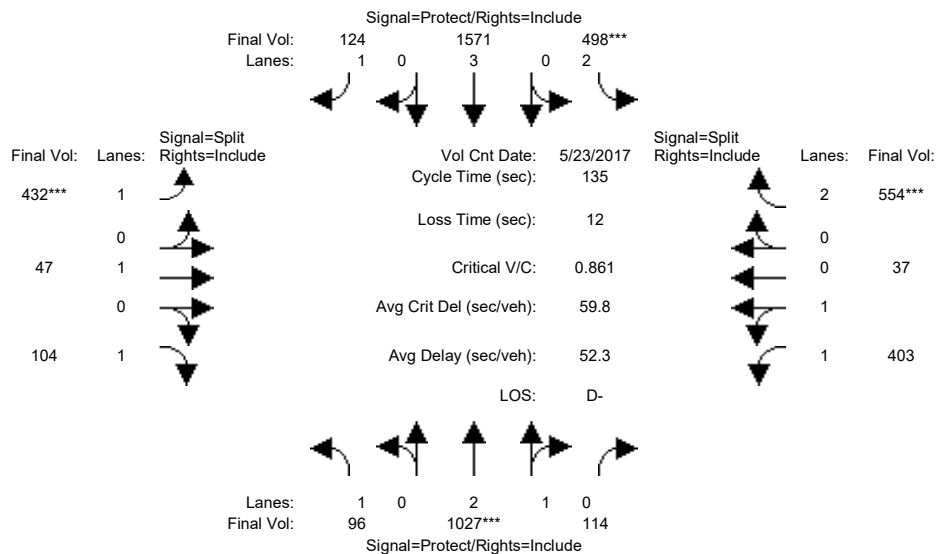 Signal=Protect/Rights=Include
Final Vol: 124 1571 498***
Lanes: 1 0 3 0 2
Signal=Split
Final Vol: Lanes: Rights=Include
Vol Cnt Date: 5/23/2017
Signal=Split
Rights=Include Lanes: Final Vol:
Cycle Time (sec): 135
432*** 1
2 554***
Loss Time (sec): 12
0
0
47 1
Critical V/C: 0.861
0 37
0
Avg Crit Del (sec/veh): 59.8
1
104 1
Avg Delay (sec/veh): 52.3
1 403
LOS: D-
Lanes: 1 0 2 1 0
Final Vol: 96 1027*** 114
Signal=Protect/Rights=Include